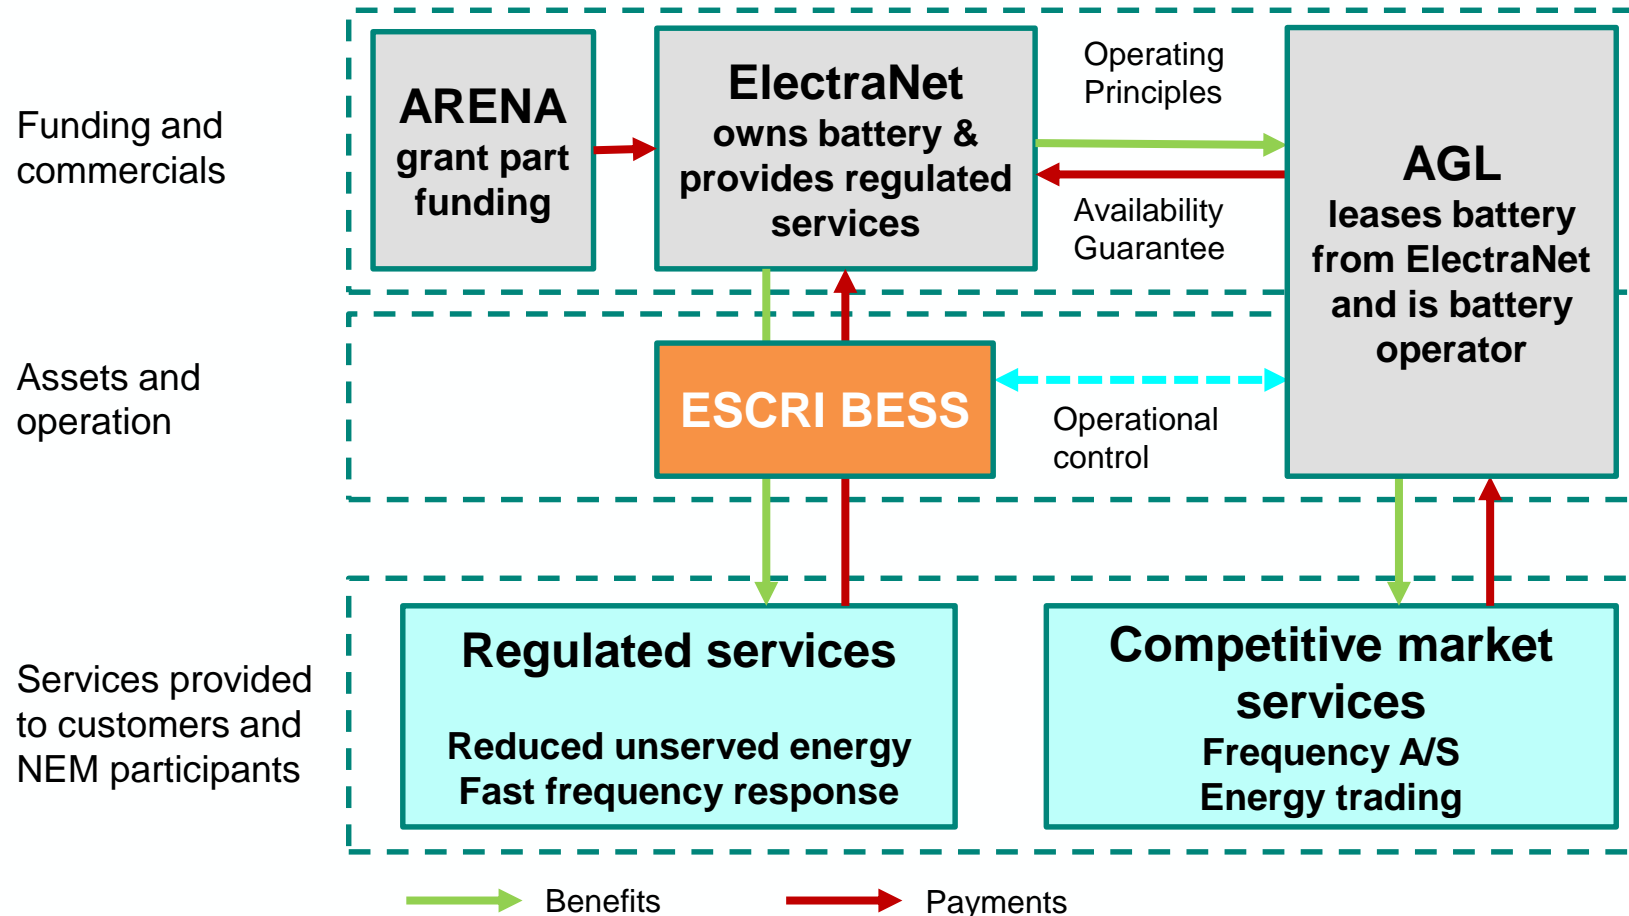 Funding and
commercials
ARENA
grant part
funding
ElectraNet
owns battery &
provides regulated
services
Operating
Principles
Availability
Guarantee
AGL
leases battery
from ElectraNet
and is battery
operator
Assets and
operation
ESCRI BESS
Operational
control
Services provided
to customers and
NEM participants
Regulated services
Reduced unserved energy
Fast frequency response
Competitive market
services
Frequency A/S
Energy trading
Benefits
Payments